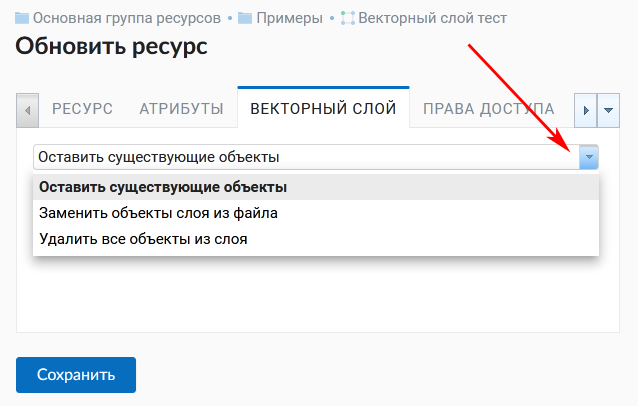 Основная группа ресурсов • Примеры • Векторный слой тест
Обновить ресурс
РЕСУРС АТРИБУТЫ ВЕКТОРНЫЙ СЛОЙ ПРАВА ДОСТУПА
Оставить существующие объекты
Оставить существующие объекты
Заменить объекты слоя из файла
Удалить все объекты из слоя
Сохранить